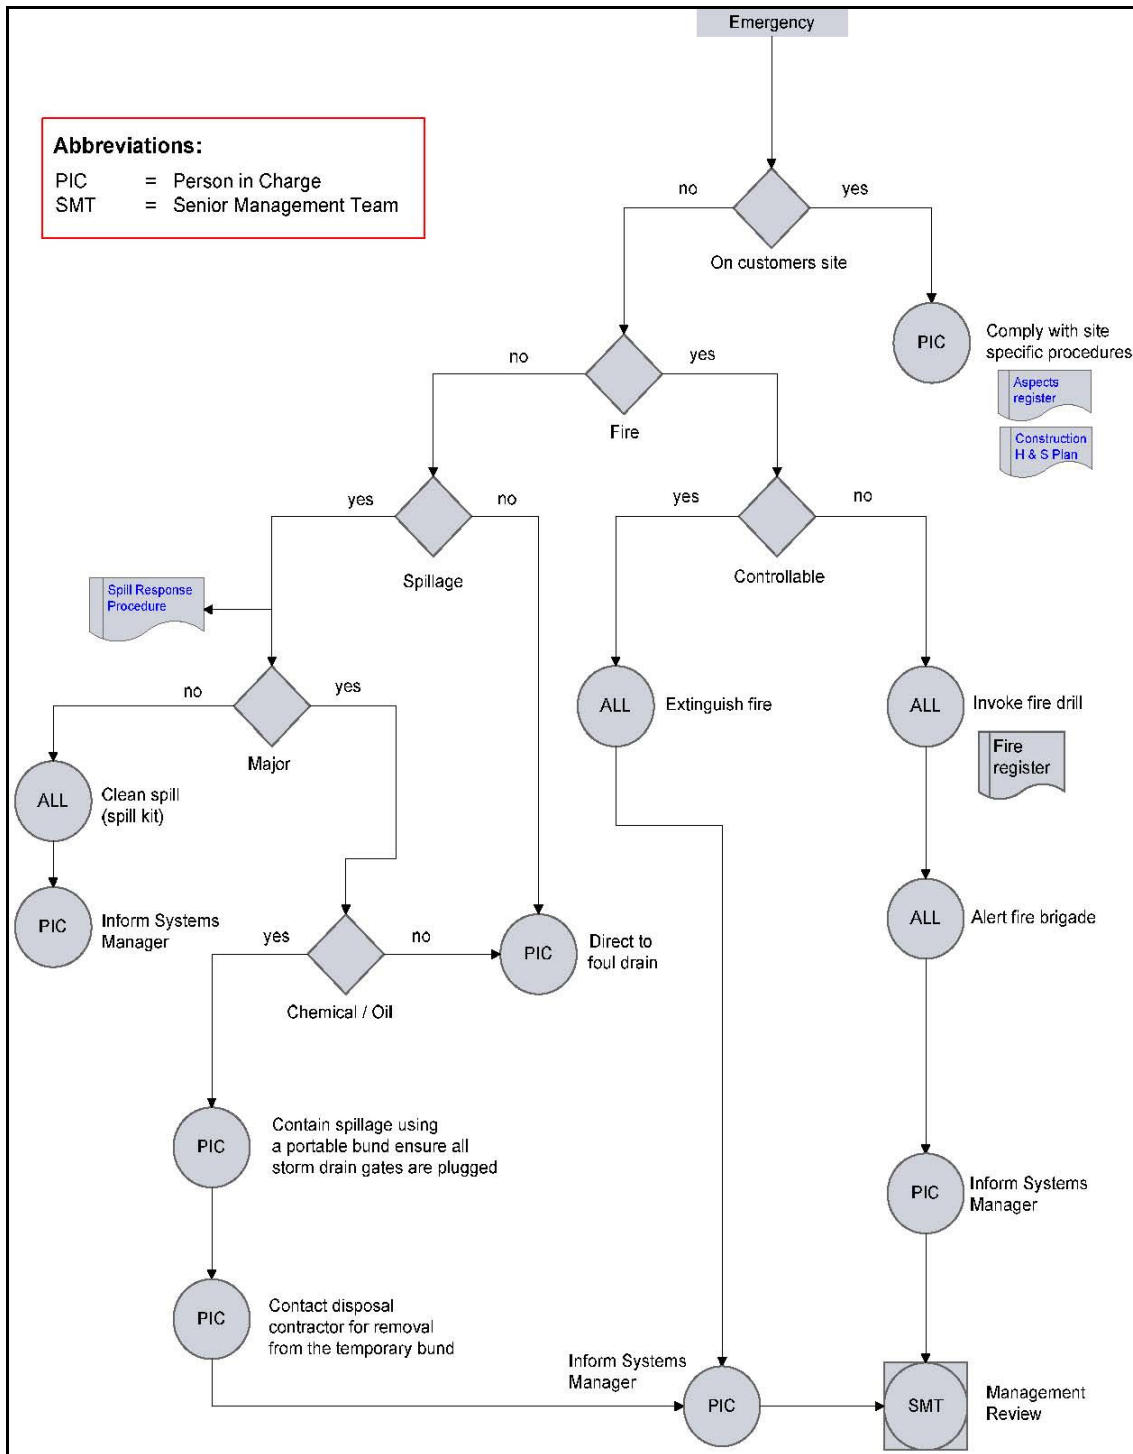 Emergency
Abbreviations:
PIC = Person in Charge
SMT = Senior Management Team
no
yes
On customers site
PIC
Comply with site
specific procedures
Aspects
register
Construction
H & S Plan
no
yes
Fire
yes
no
Spillage
yes
no
Controllable
Spill Response
Procedure
no
yes
Major
ALL
Extinguish fire
ALL
Invoke fire drill
Fire
register
ALL
Clean spill
(spill kit)
PIC
Inform Systems
Manager
yes
no
Chemical / Oil
PIC
Direct to
foul drain
ALL
Alert fire brigade
PIC
Contain spillage using
a portable bund ensure all
storm drain gates are plugged
PIC
Inform Systems
Manager
PIC
Contact disposal
contractor for removal
from the temporary bund
Inform Systems
Manager
PIC
SMT
Management
Review